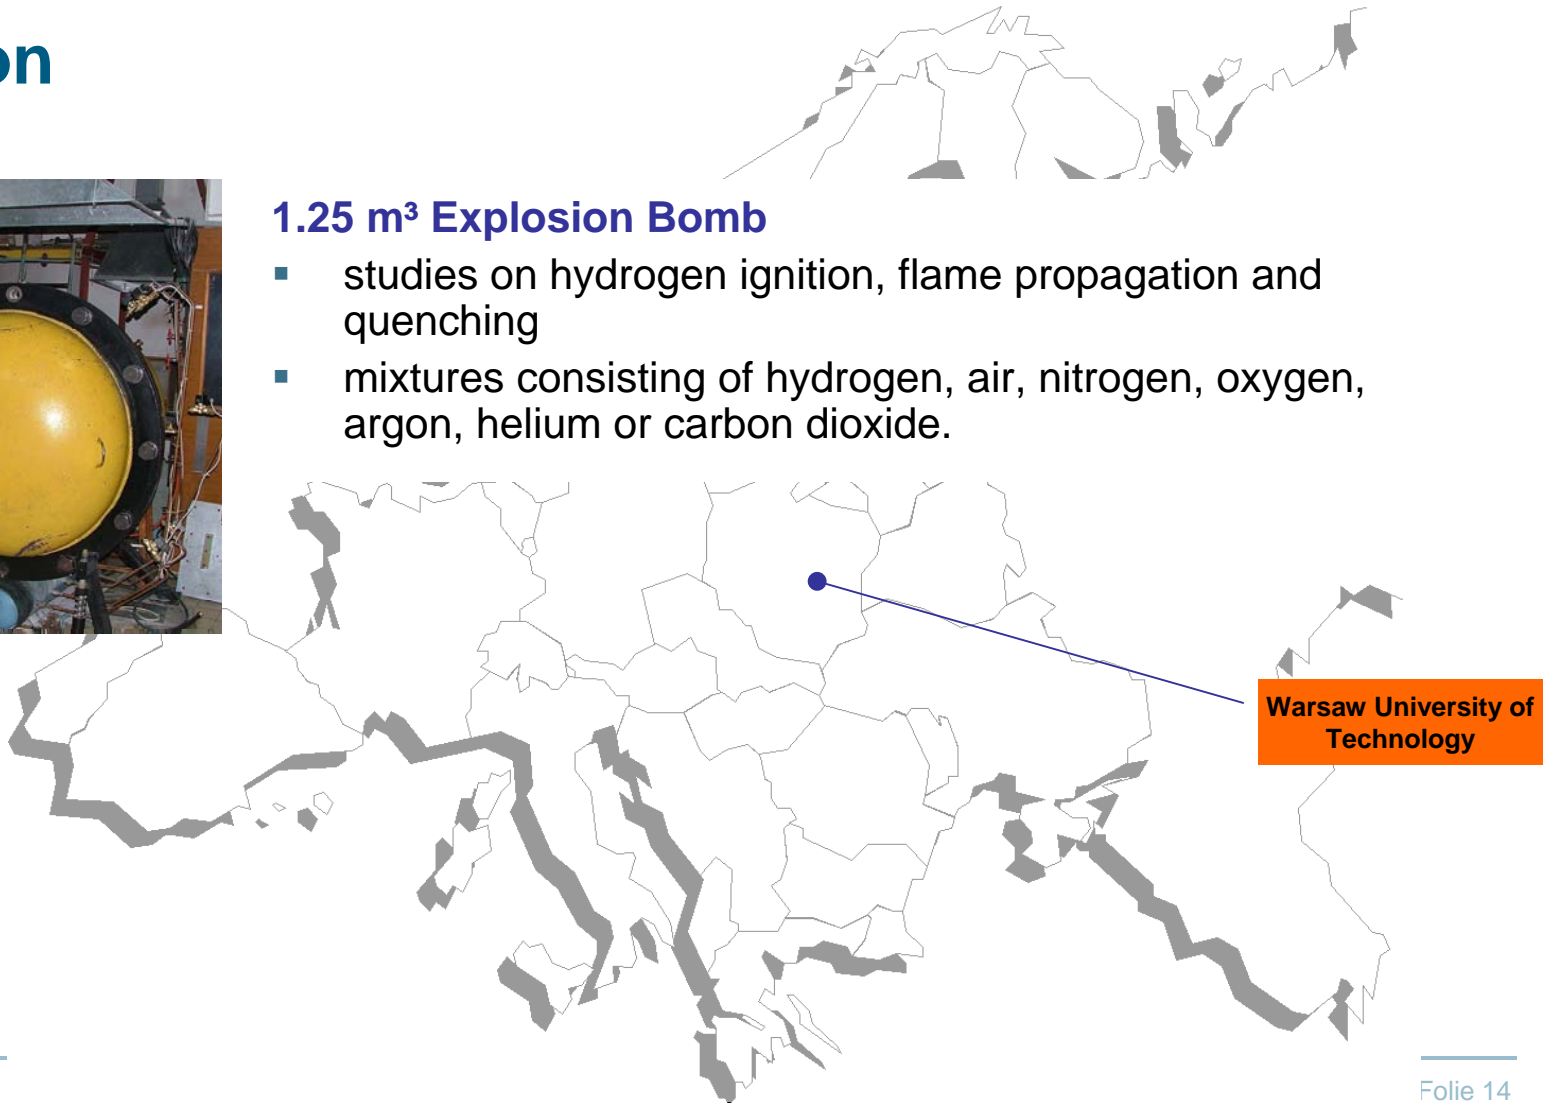 on
1.25 m³ Explosion Bomb
▪ studies on hydrogen ignition, flame propagation and
quenching
▪ mixtures consisting of hydrogen, air, nitrogen, oxygen,
argon, helium or carbon dioxide.
Warsaw University of
Technology
Folie 14